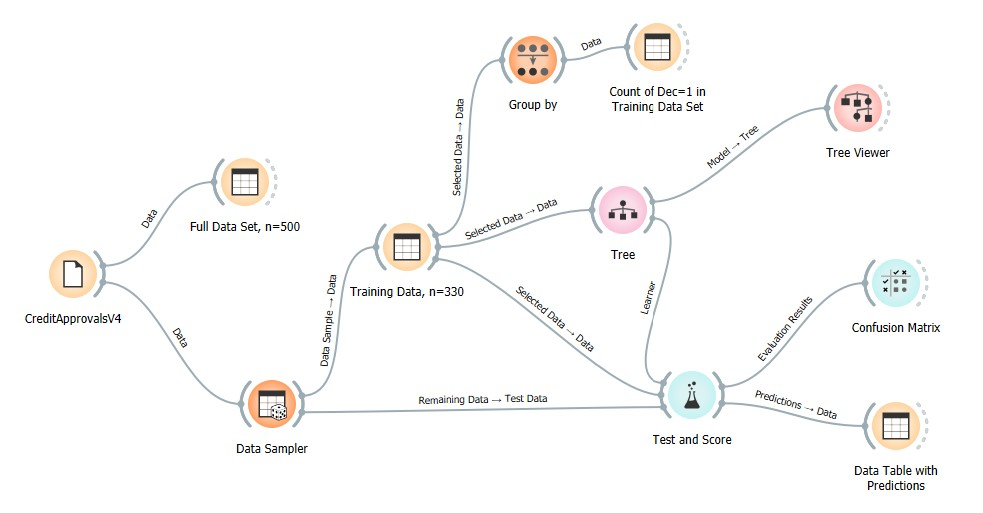 Data
Group by
Count of Dec=1 in
Training Data Set
Selected Data → Data
Model → Tree
Tree Viewer
Data
Full Data Set, n=500
Selected Data → Data
Tree
CreditApprovalsV4
Training Data, n=330
Data Sample → Data
Selected Data → Data
Learner
Data
Evaluation Results
Confusion Matrix
Remaining Data → Test Data
Predictions → Data
Data Sampler
Test and Score
Data Table with
Predictions